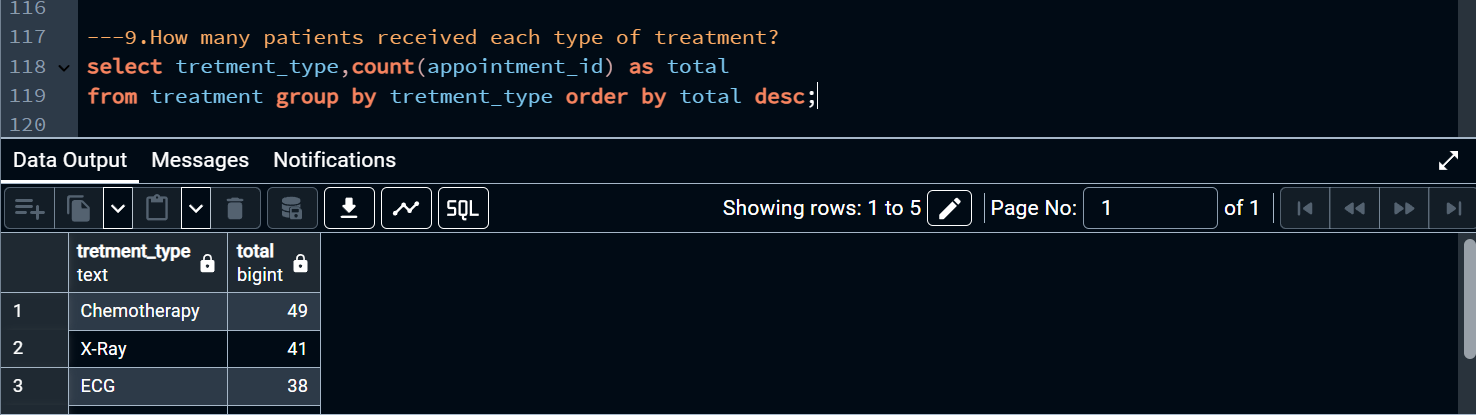 116
117 ---9.How many patients received each type of treatment?
118 select tretment_type,count(appointment_id) as total
119 from treatment group by tretment_type order by total desc;
120
Data Output Messages Notifications
SQL Showing rows: 1 to 5 Page No: 1 of 1
tretment_type total
text bigint
1 Chemotherapy 49
2 X-Ray 41
3 ECG 38